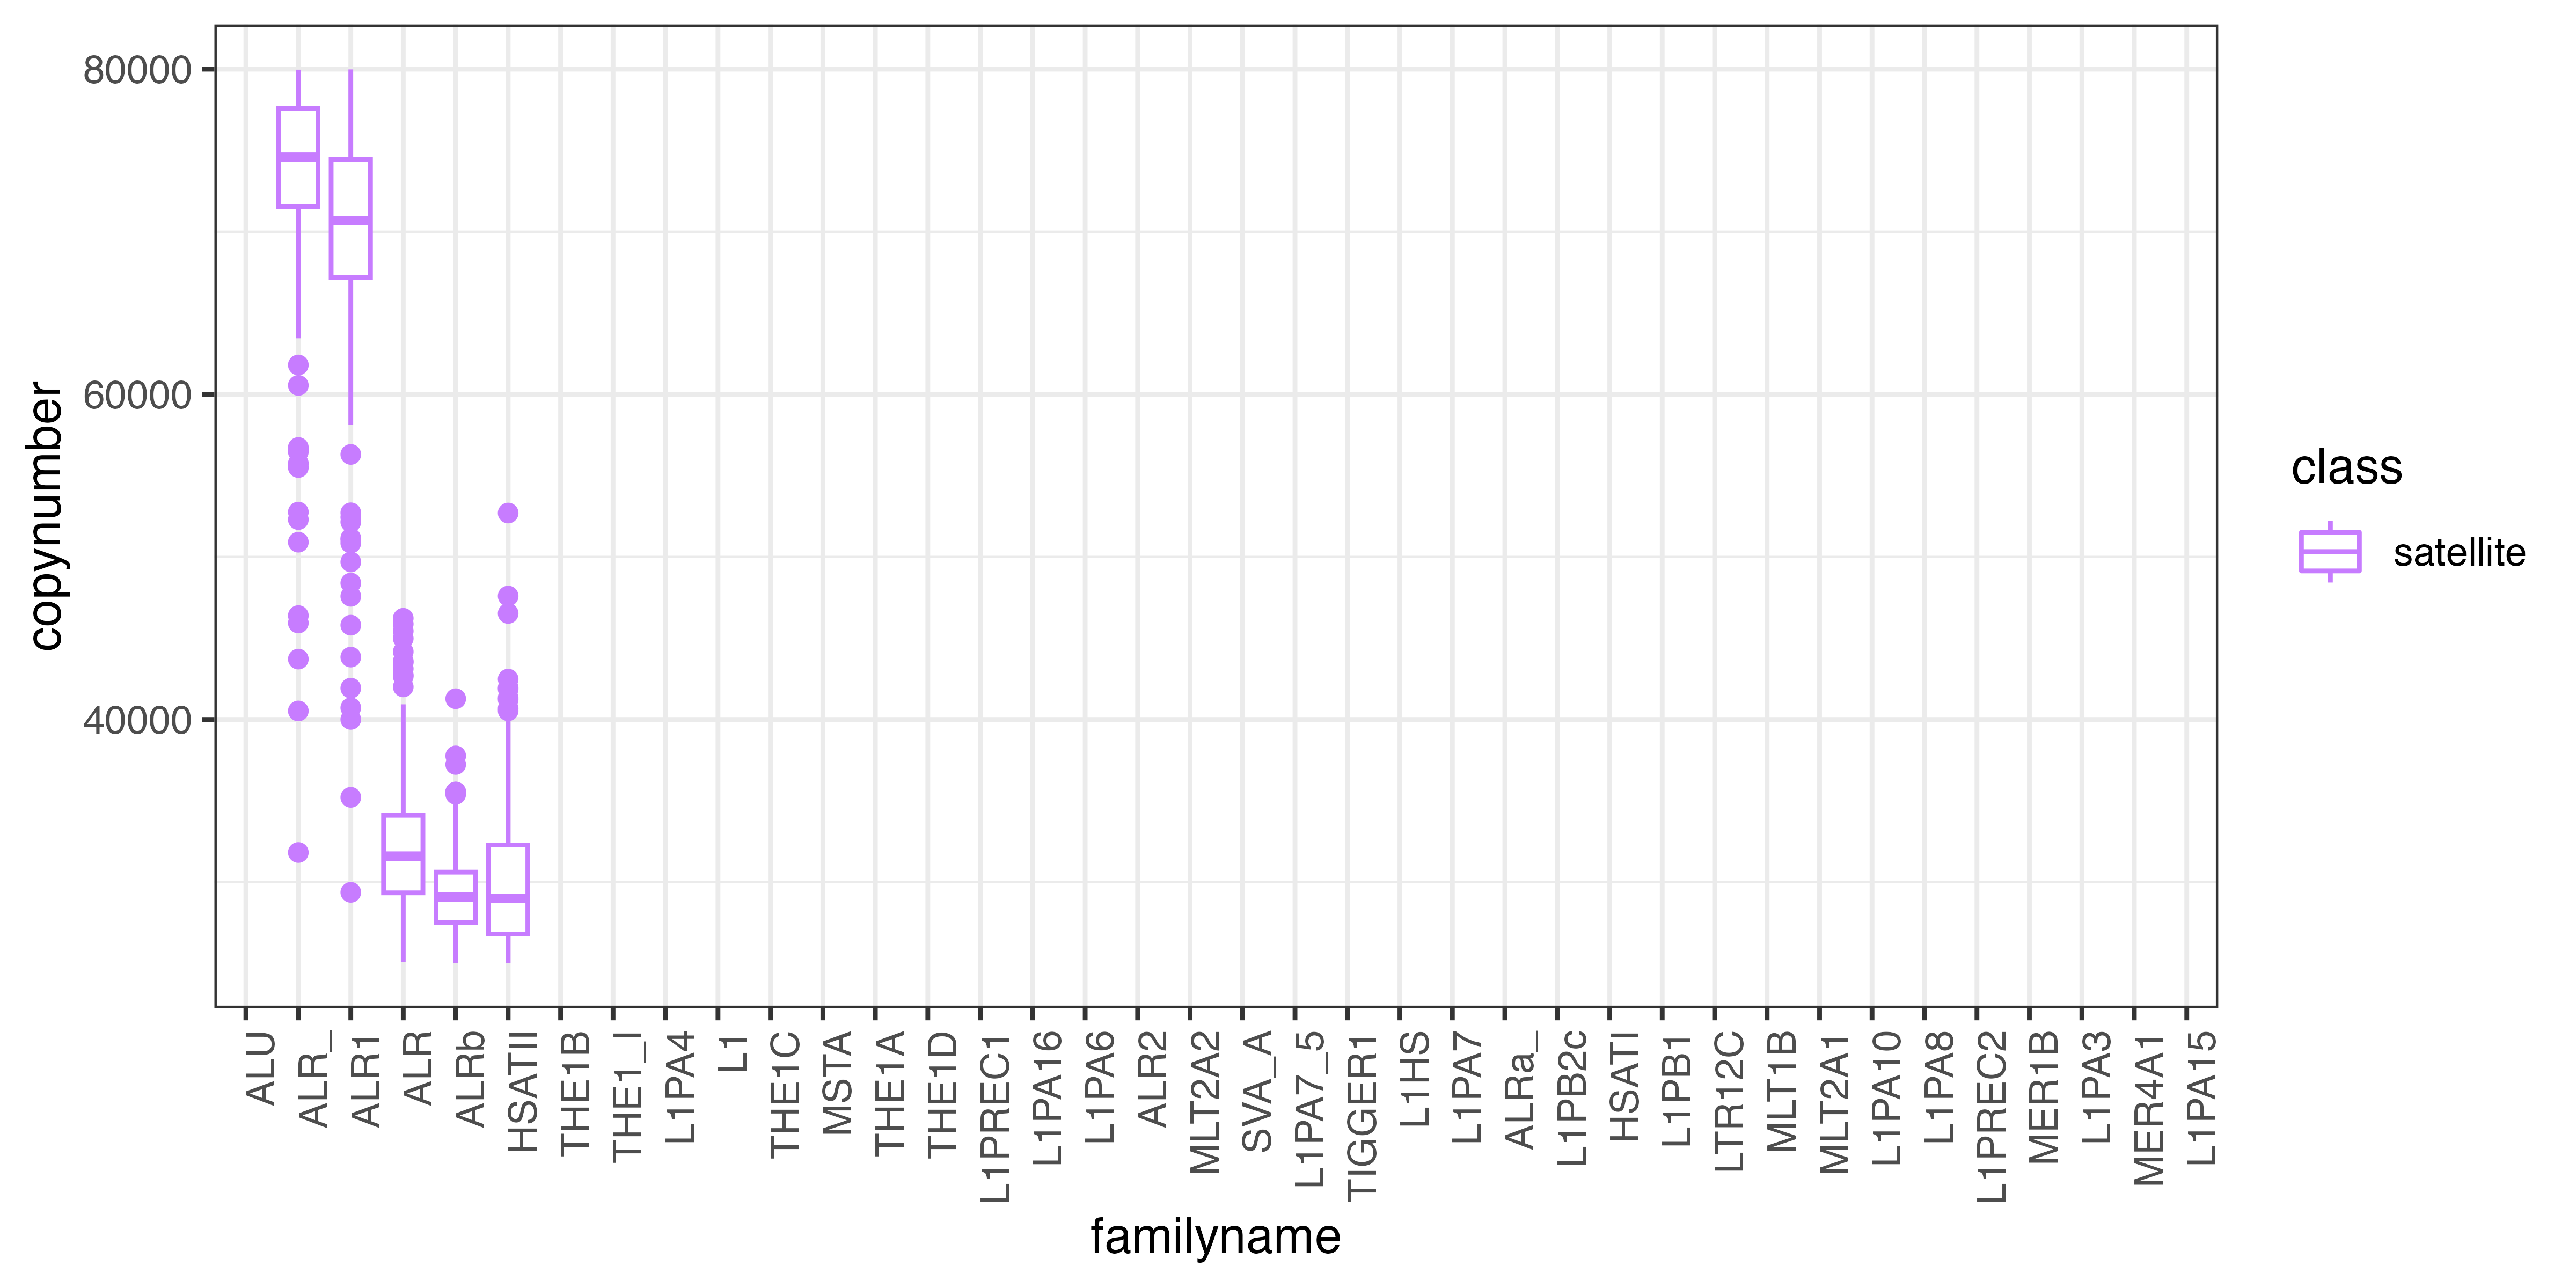 80000
60000
40000
copynumber
ALU
ALR_
ALR1
ALR
ALRb
HSATII
THE1B
THE1_I
L1PA4
L1
THE1C
MSTA
THE1A
THE1D
L1PREC1
L1PA16
L1PA6
ALR2
MLT2A2
SVA_A
L1PA7_5
TIGGER1
L1HS
L1PA7
ALRa_
L1PB2c
HSATI
L1PB1
LTR12C
MLT1B
MLT2A1
L1PA10
L1PA8
L1PREC2
MER1B
L1PA3
MER4A1
L1PA15
familyname
class
satellite